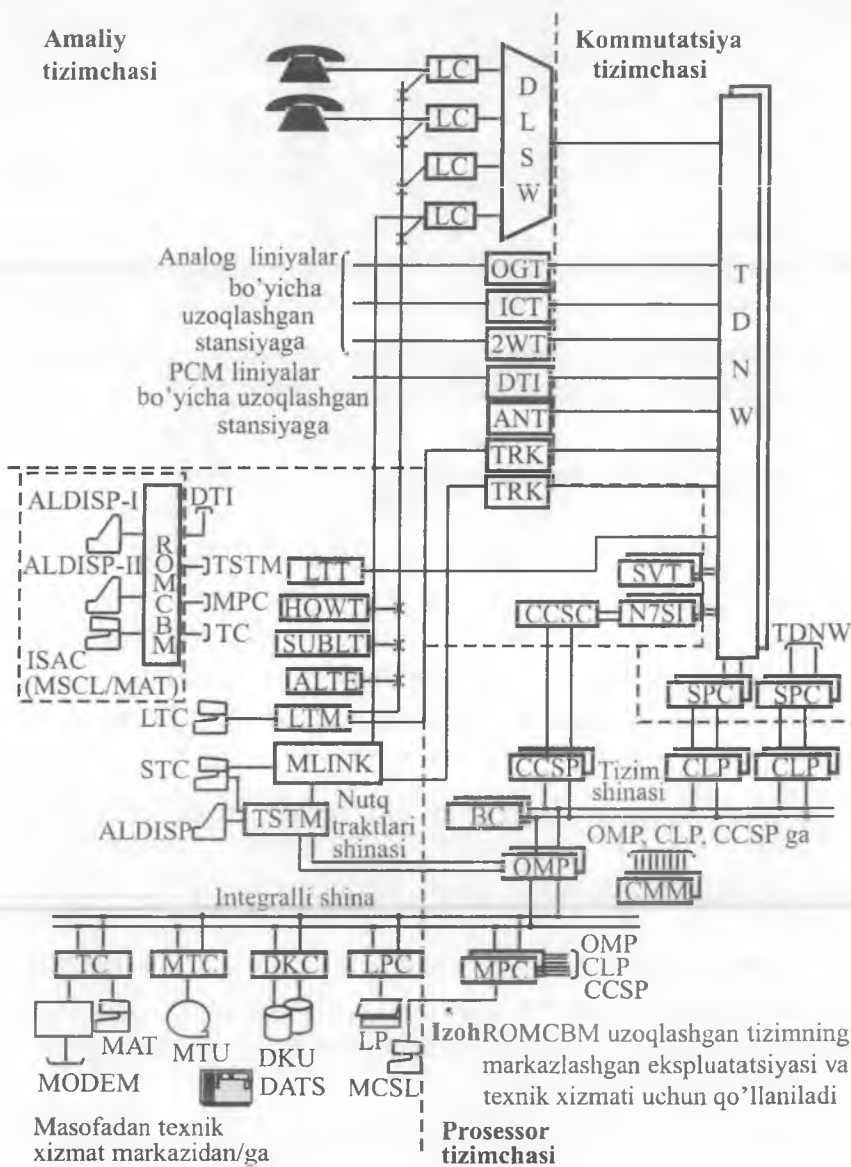 Amaliy
tizimchasi
Kommutatsiya
tizimchasi
LC
LC
LC
LC
D
L
S
W
T
D
N
W
Analog liniyalar
bo’yicha
uzoqlashgan
stansiyaga
PCM liniyalar
bo’yicha uzoqlashgan
stansiyaga
OGT
ICT
2WT
DTI
ANT
TRK
TRK
ALDISP-I
ALDISP-II
ISAC
(MSCL/MAT)
R
O
M
C
B
M
DTI
TSTM
MPC
TC
LTT
HOWT
SUBLT
ALTE
LTC
LTM
STC
MLINK
ALDISP
TSTM
Nutq
traktlari
shinasi
SVT
CCSC
N7SI
TDNW
SPC
SPC
CCSP
Tizim
shinasi
CLP
CLP
BC
OMP, CLP, CCSP ga
OMP
CMM
Integralli shina
TC
MTC
DKC
LPC
MPC
OMP
CLP
CCSP
MAT
MODEM
MTU
DKU
DATS
LP
MCSL
Izoh ROMCBM uzoqlashgan tizimning
markazlashgan ekspluatatsiyasi va
texnik xizmati uchun qo’llaniladi
Masofadan texnik
xizmat markazidan/ga
Prosessor
tizimchasi